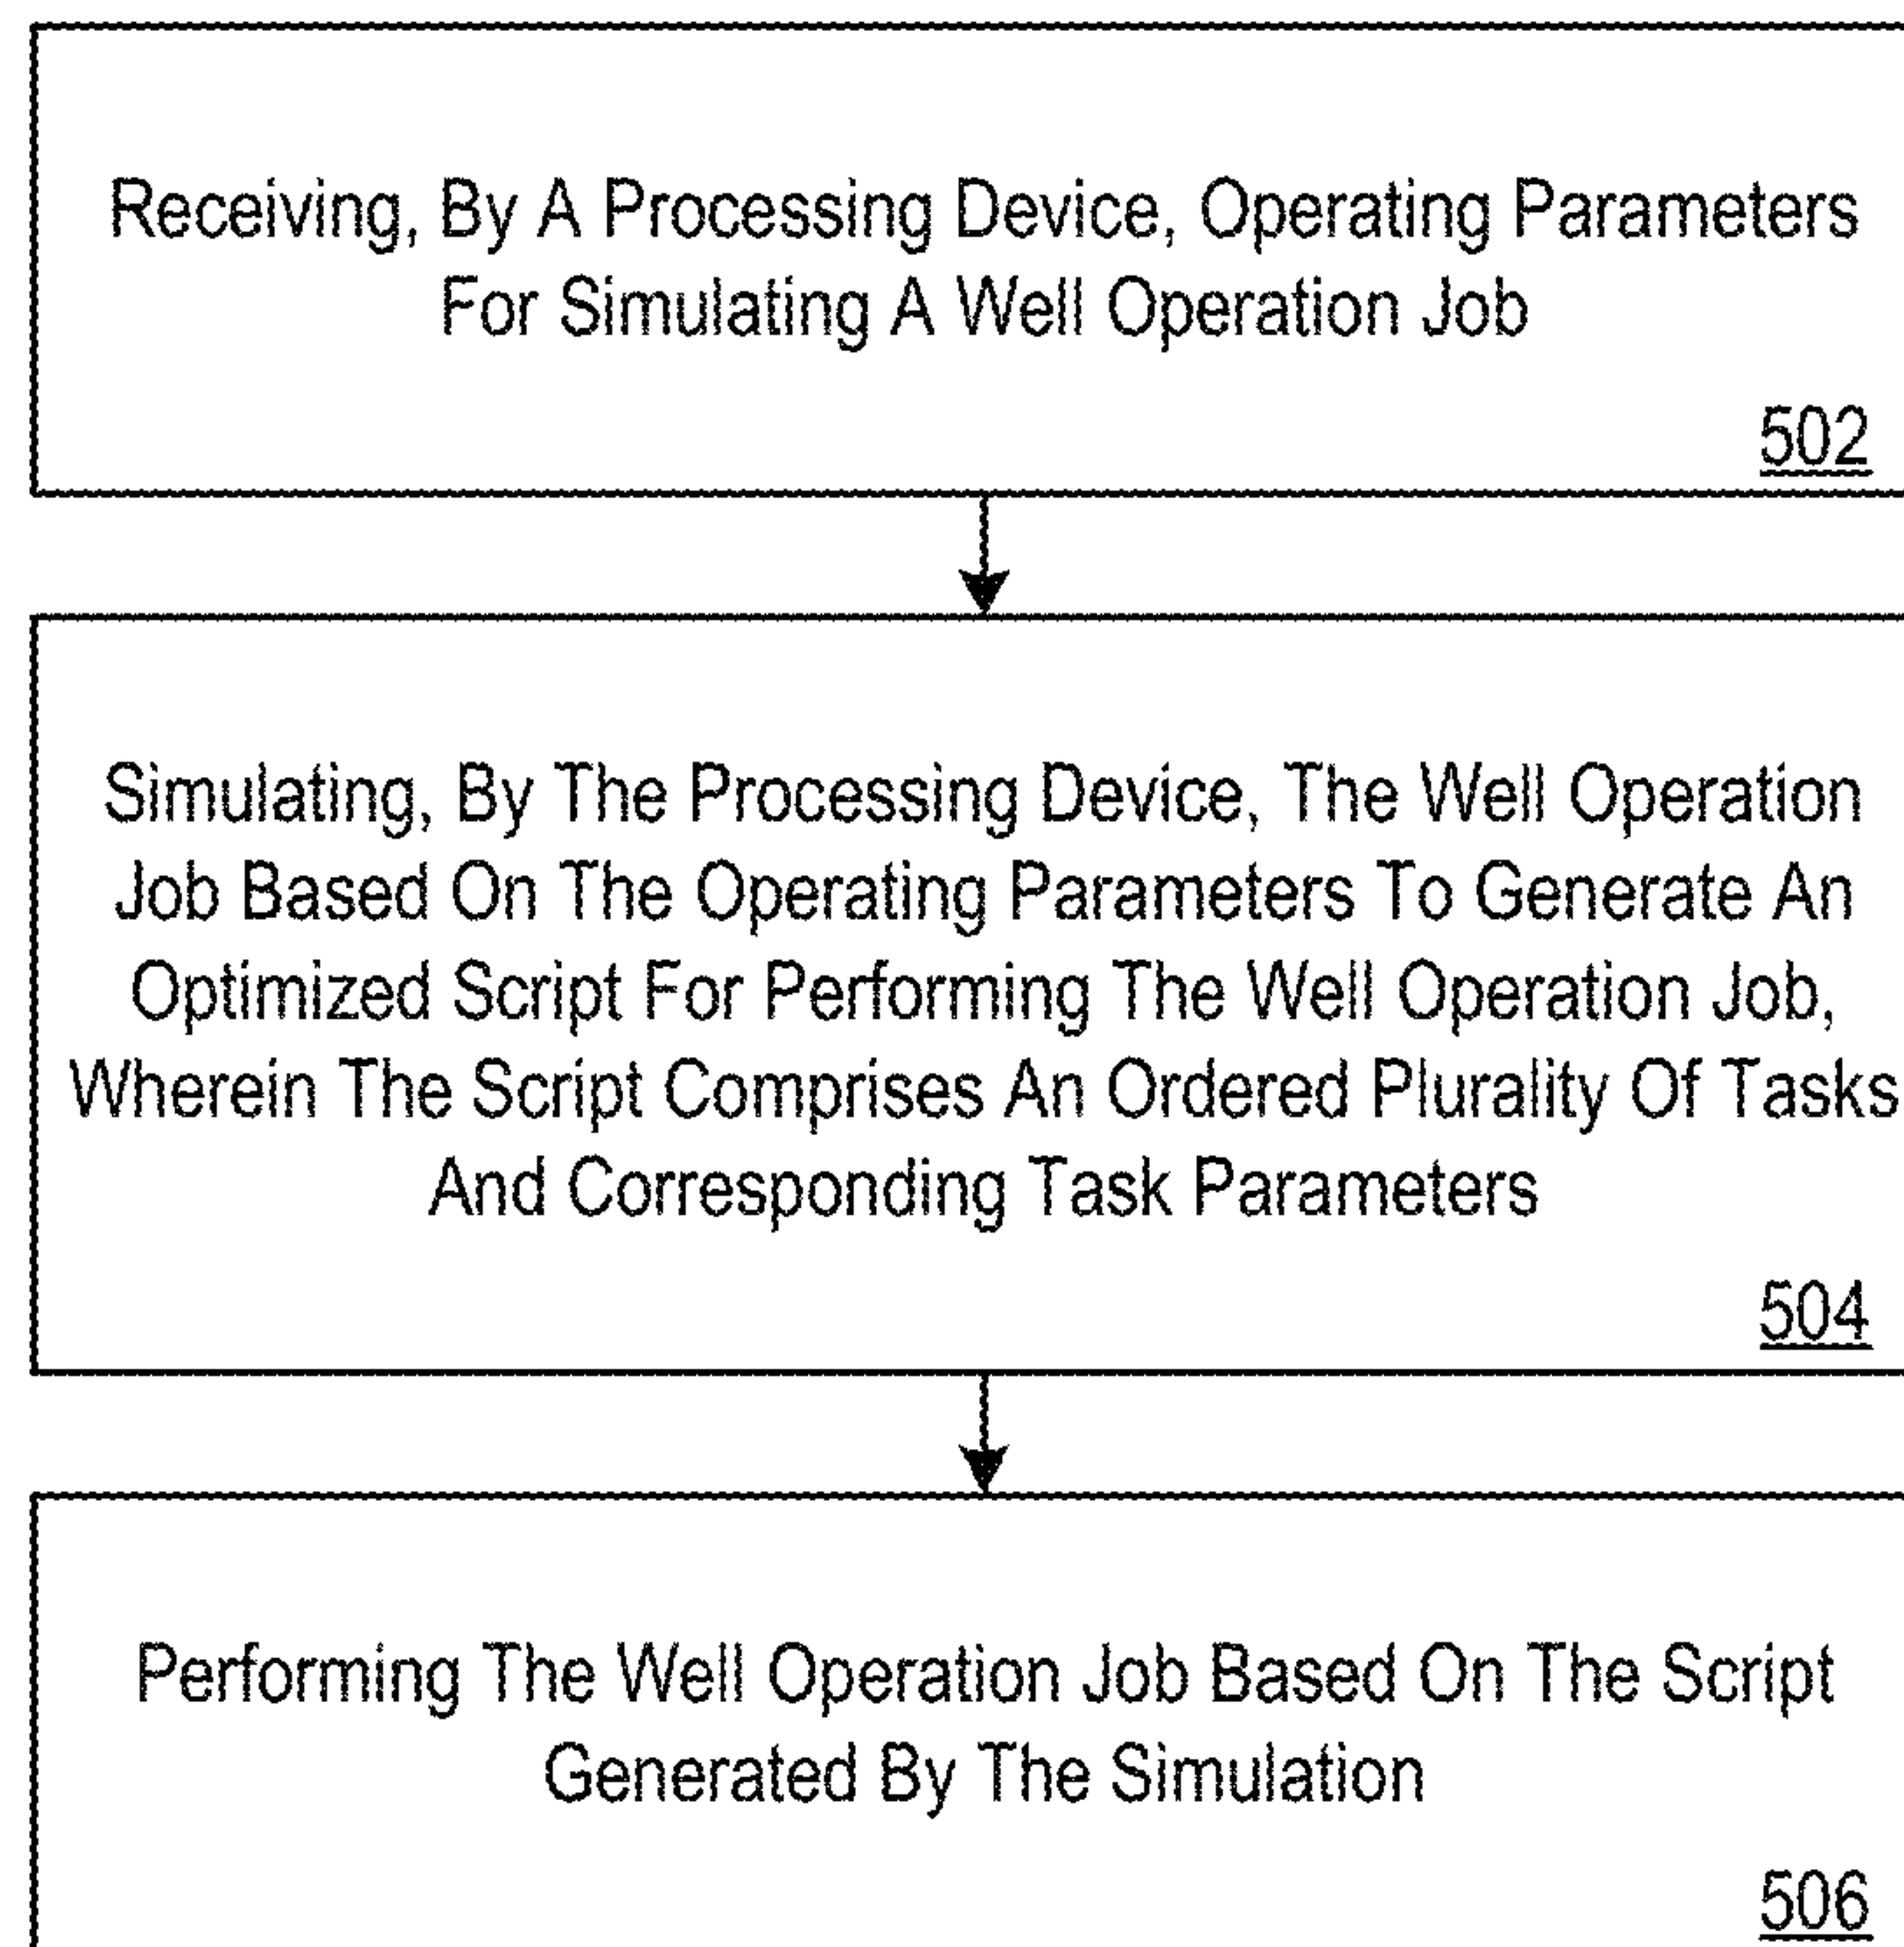 Receiving, By A Processing Device, Operating Parameters
For Simulating A Well Operation Job
502
Simulating, By The Processing Device, The Well Operation
Job Based On The Operating Parameters To Generate An
Optimized Script For Performing The Well Operation Job,
Wherein The Script Comprises An Ordered Plurality Of Tasks
And Corresponding Task Parameters
504
Performing The Well Operation Job Based On The Script
Generated By The Simulation
506